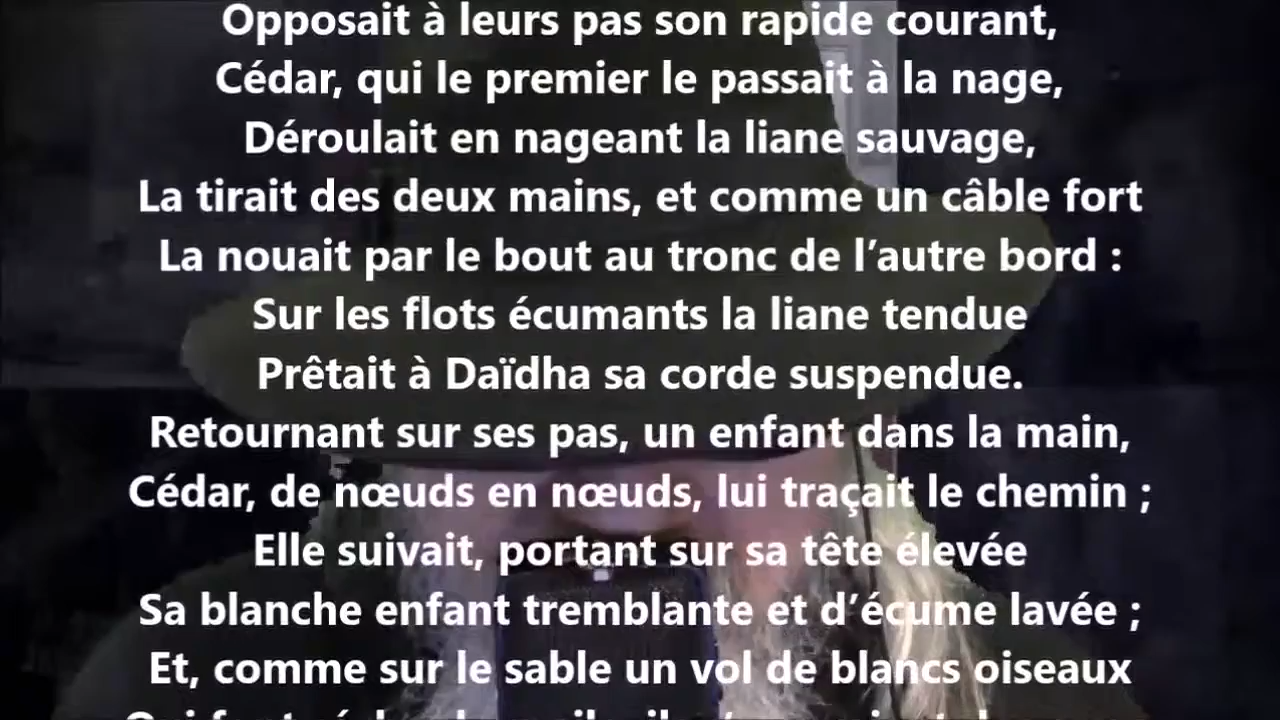 Opposait à leurs pas son rapide courant,
Cédar, qui le premier le passait à la nage,
Déroulait en nageant la liane sauvage,
La tirait des deux mains, et comme un câble fort
La nouait par le bout au tronc de l’autre bord :
Sur les flots écumants la liane tendue
Prêtait à Daïdha sa corde suspendue.
Retournant sur ses pas, un enfant dans la main,
Cédar, de nœuds en nœuds, lui traçait le chemin ;
Elle suivait, portant sur sa tête élevée
Sa blanche enfant tremblante et d’écume lavée ;
Et, comme sur le sable un vol de blancs oiseaux